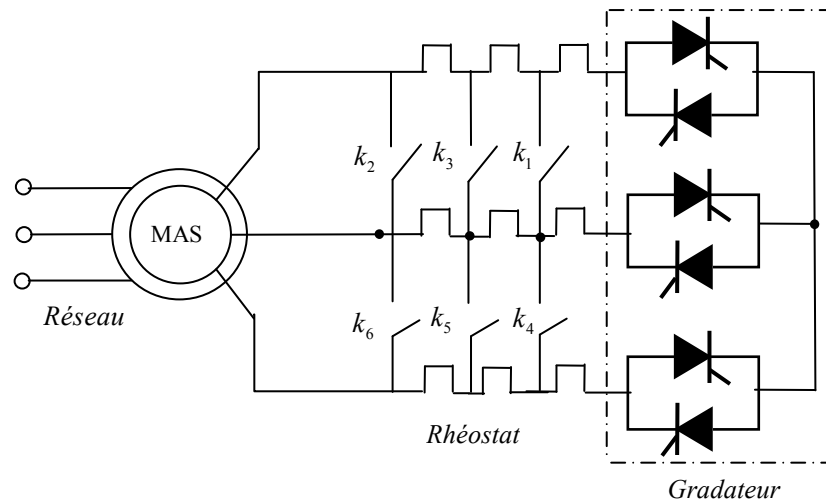 k₂ k₃ k₁
MAS
Réseau
k₆ k₅ k₄
Rhéostat
Gradateur